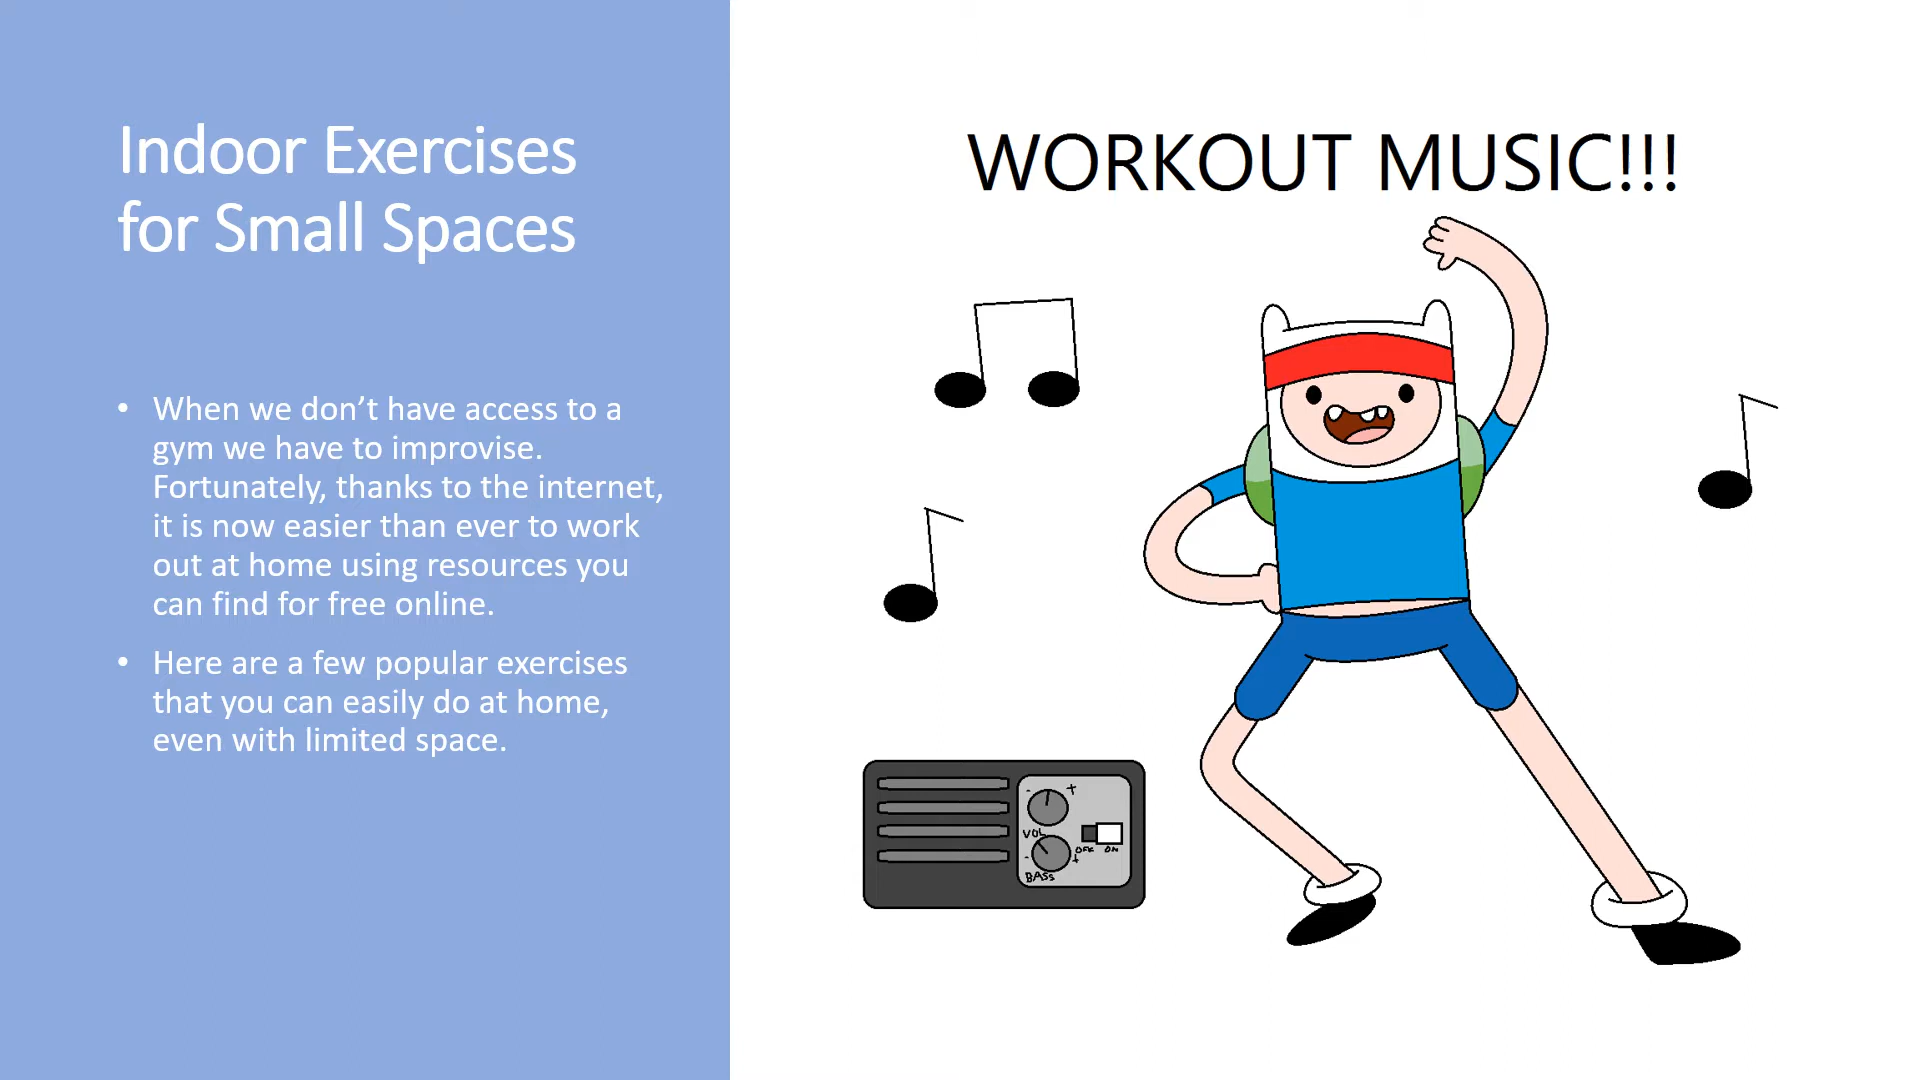 Indoor Exercises
for Small Spaces
• When we don’t have access to a
gym we have to improvise.
Fortunately, thanks to the internet,
it is now easier than ever to work
out at home using resources you
can find for free online.
• Here are a few popular exercises
that you can easily do at home,
even with limited space.
WORKOUT MUSIC!!!
- +
VOL
OFF ON
- +
BASS